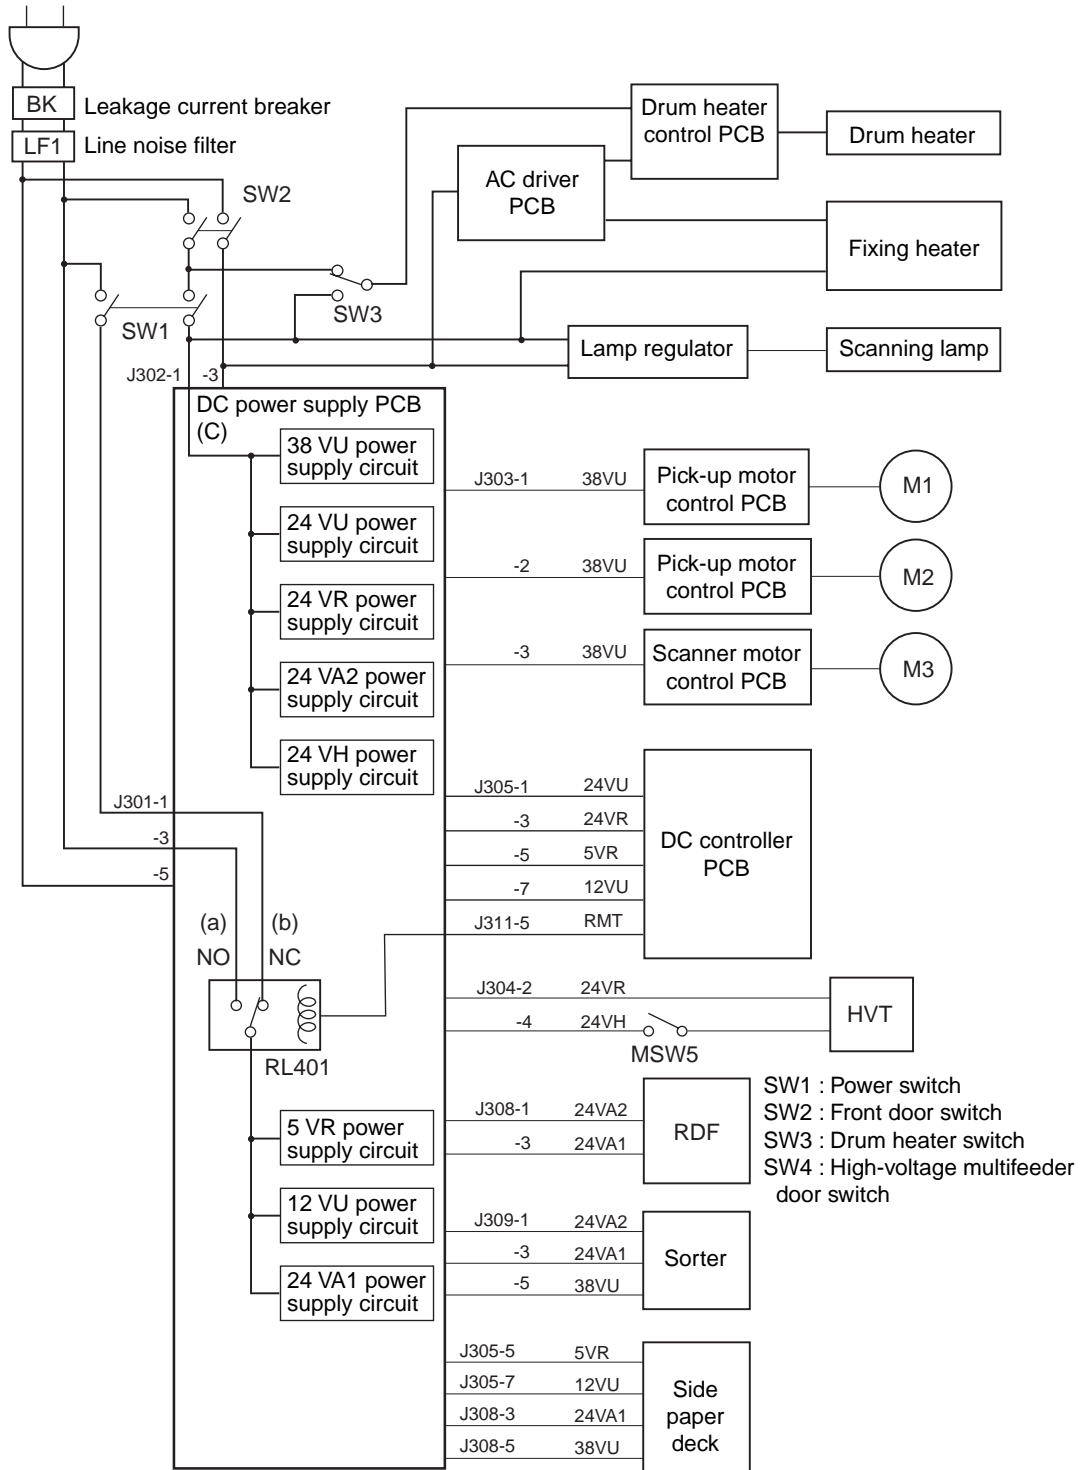 BK
Leakage current breaker
LF1
Line noise filter
SW2
SW1
SW3
Drum heater
control PCB
Drum heater
AC driver
PCB
Fixing heater
Lamp regulator
Scanning lamp
J302-1
-3
DC power supply PCB
(C)
38 VU power
supply circuit
24 VU power
supply circuit
24 VR power
supply circuit
24 VA2 power
supply circuit
24 VH power
supply circuit
J303-1
38VU
Pick-up motor
control PCB
M1
-2
38VU
Pick-up motor
control PCB
M2
-3
38VU
Scanner motor
control PCB
M3
J301-1
-3
-5
J305-1
24VU
-3
24VR
-5
5VR
-7
12VU
J311-5
RMT
DC controller
PCB
(a)
(b)
NO
NC
RL401
J304-2
24VR
-4
24VH
MSW5
HVT
SW1 : Power switch
SW2 : Front door switch
SW3 : Drum heater switch
SW4 : High-voltage multifeeder
door switch
5 VR power
supply circuit
12 VU power
supply circuit
24 VA1 power
supply circuit
J308-1
24VA2
-3
24VA1
RDF
J309-1
24VA2
-3
24VA1
-5
38VU
Sorter
J305-5
5VR
J305-7
12VU
J308-3
24VA1
J308-5
38VU
Side
paper
deck